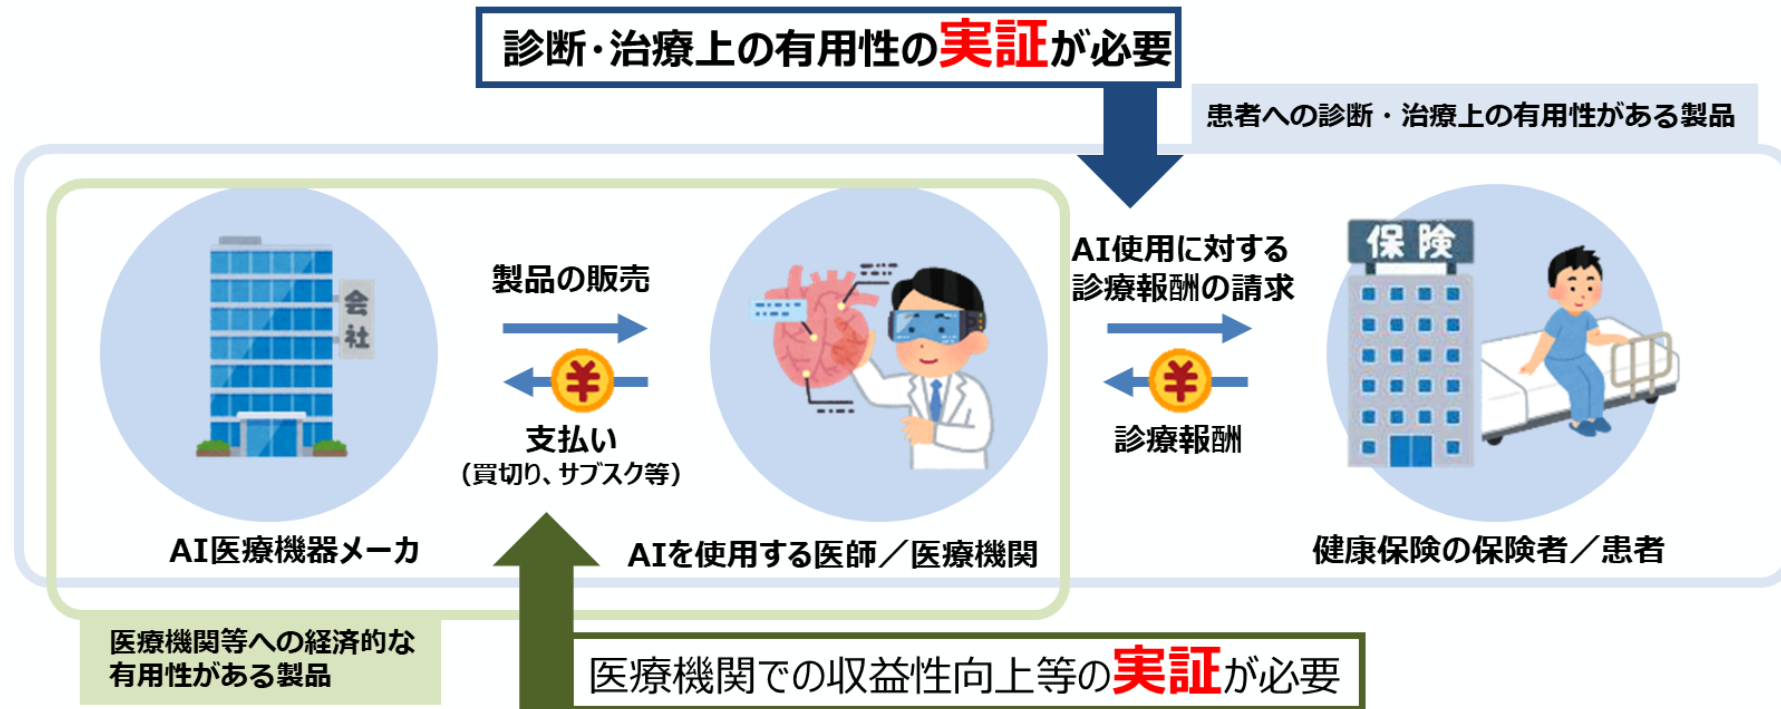 診断・治療上の有用性の実証が必要
患者への診断・治療上の有用性がある製品
会社
製品の販売
支払い
(買切り、サブスク等)
AI使用に対する
診療報酬の請求
診療報酬
保険
AI医療機器メーカ
AIを使用する医師／医療機関
健康保険の保険者／患者
医療機関等への経済的な
有用性がある製品
医療機関での収益性向上等の実証が必要